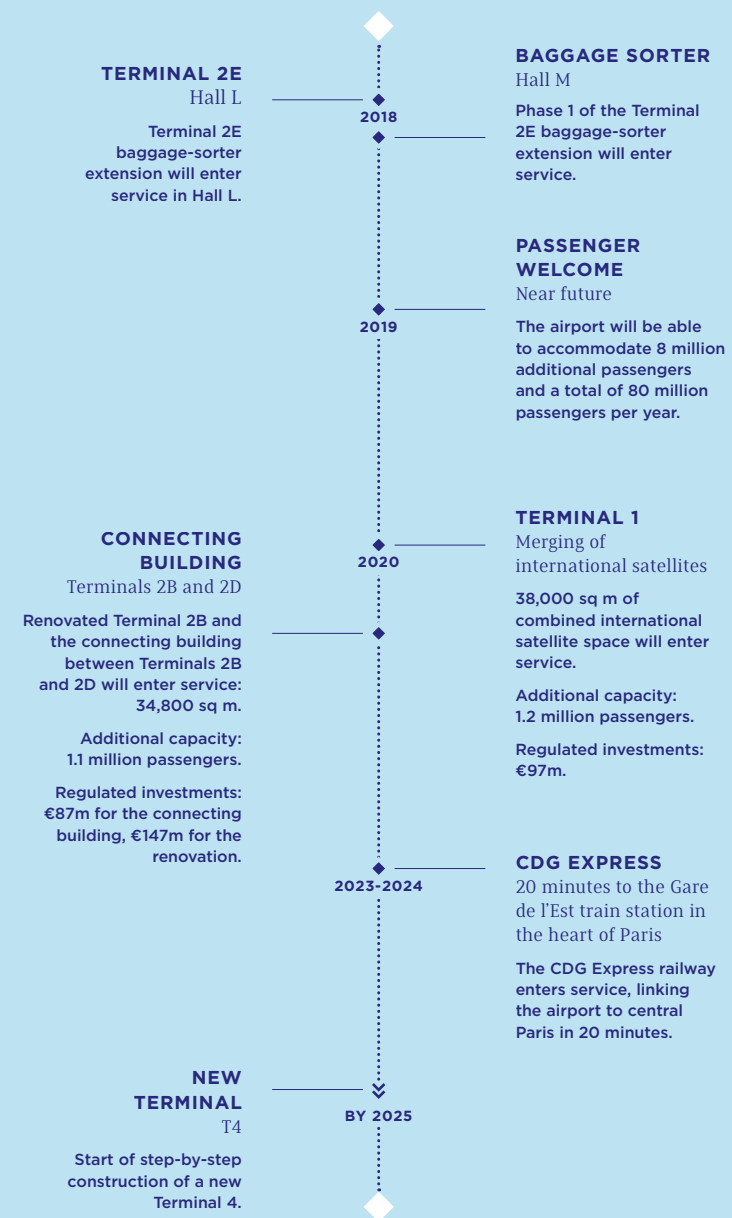 TERMINAL 2E
Hall L
Terminal 2E
baggage-sorter
extension will enter
service in Hall L.
2018
BAGGAGE SORTER
Hall M
Phase 1 of the Terminal
2E baggage-sorter
extension will enter
service.
PASSENGER
WELCOME
Near future
The airport will be able
to accommodate 8 million
additional passengers
and a total of 80 million
passengers per year.
2019
TERMINAL 1
Merging of
international satellites
38,000 sq m of
combined international
satellite space will enter
service.
Additional capacity:
1.2 million passengers.
Regulated investments:
€97m.
2020
CONNECTING
BUILDING
Terminals 2B and 2D
Renovated Terminal 2B and
the connecting building
between Terminals 2B
and 2D will enter service:
34,800 sq m.
Additional capacity:
1.1 million passengers.
Regulated investments:
€87m for the connecting
building, €147m for the
renovation.
2023-2024
CDG EXPRESS
20 minutes to the Gare
de l'Est train station in
the heart of Paris
The CDG Express railway
enters service, linking
the airport to central
Paris in 20 minutes.
NEW
TERMINAL
T4
Start of step-by-step
construction of a new
Terminal 4.
BY 2025